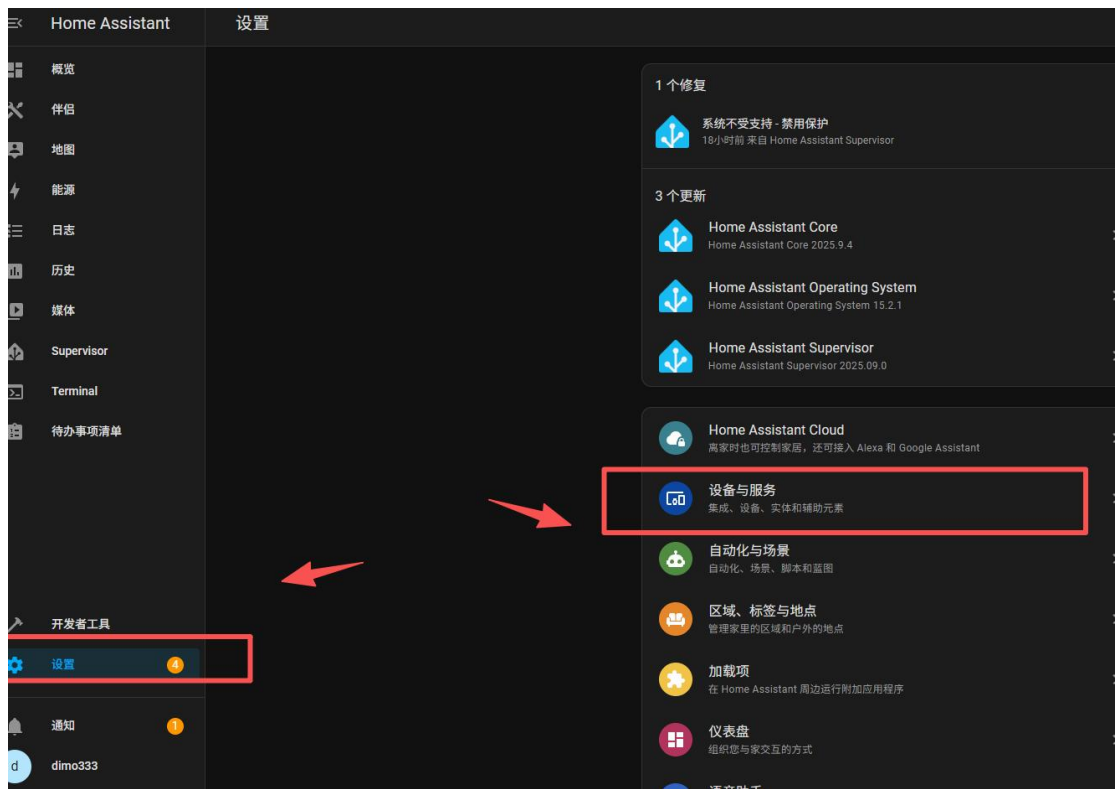 Home Assistant
设置
概览
伴侣
地图
能源
日志
历史
媒体
Supervisor
Terminal
待办事项清单
开发者工具
设置
4
通知
1
d
dimo333
1 个修复
系统不受支持 - 禁用保护
18小时前 来自 Home Assistant Supervisor
3 个更新
Home Assistant Core
Home Assistant Core 2025.9.4
Home Assistant Operating System
Home Assistant Operating System 15.2.1
Home Assistant Supervisor
Home Assistant Supervisor 2025.09.0
Home Assistant Cloud
离家时也可控制家居，还可接入 Alexa 和 Google Assistant
设备与服务
集成、设备、实体和辅助元素
自动化与场景
自动化、场景、脚本和蓝图
区域、标签与地点
管理家里的区域和户外的地点
加载项
在 Home Assistant 周边运行附加应用程序
仪表盘
组织您与家交互的方式